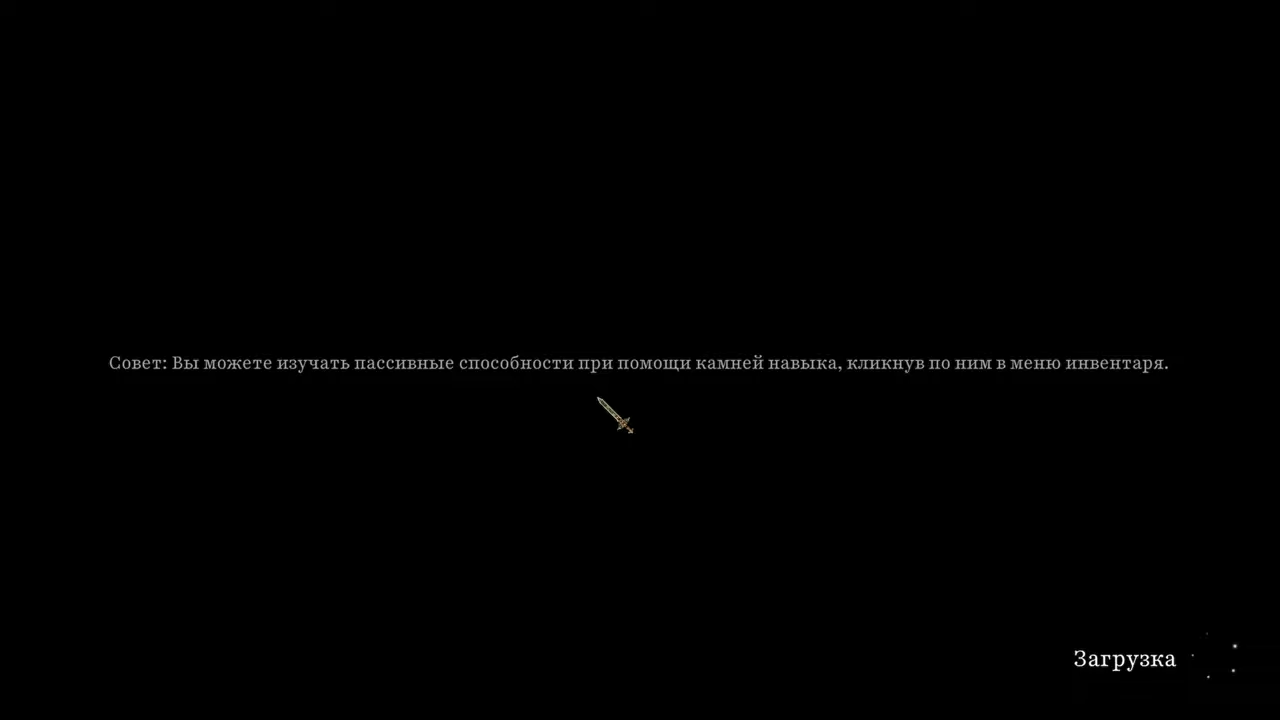 Совет: Вы можете изучать пассивные способности при помощи камней навыка, кликнув по ним в меню инвентаря.
Загрузка